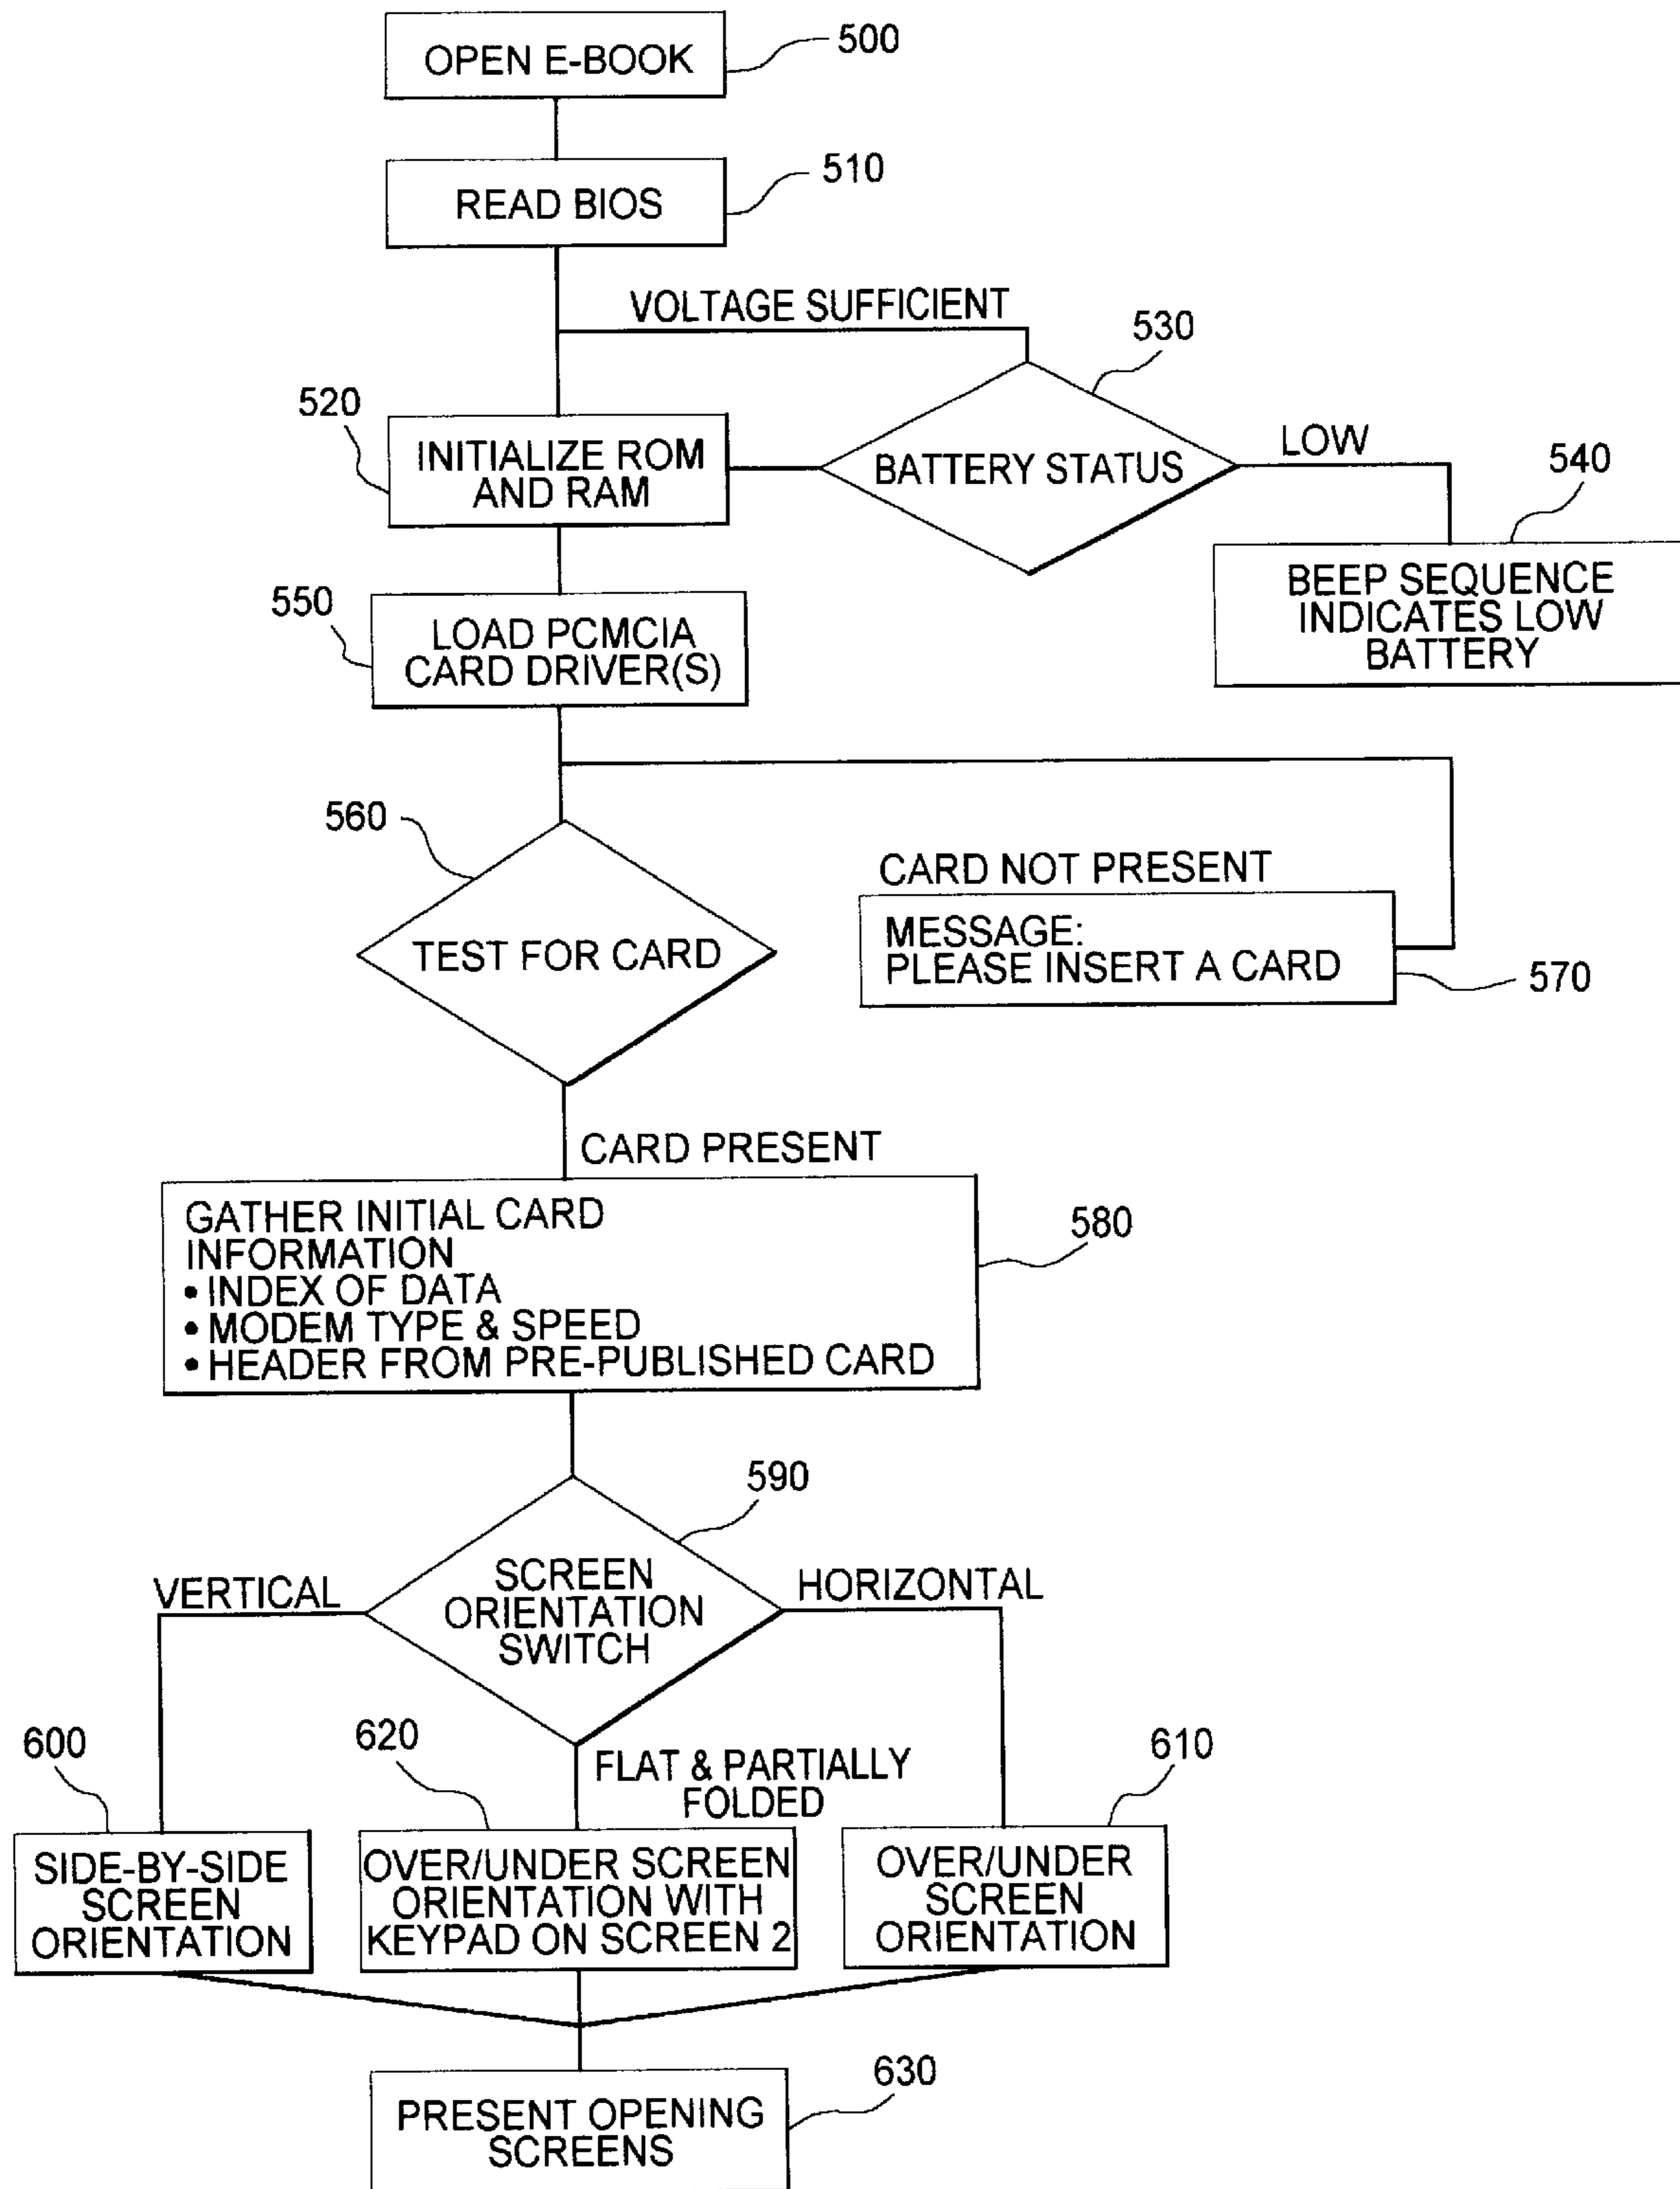 OPEN E-BOOK
500
READ BIOS
510
VOLTAGE SUFFICIENT
530
520
INITIALIZE ROM
AND RAM
BATTERY STATUS
LOW
540
BEEP SEQUENCE
INDICATES LOW
BATTERY
550
LOAD PCMCIA
CARD DRIVER(S)
560
TEST FOR CARD
CARD NOT PRESENT
MESSAGE:
PLEASE INSERT A CARD
570
CARD PRESENT
GATHER INITIAL CARD
INFORMATION
• INDEX OF DATA
• MODEM TYPE & SPEED
• HEADER FROM PRE-PUBLISHED CARD
580
590
SCREEN
ORIENTATION
SWITCH
VERTICAL
HORIZONTAL
FLAT & PARTIALLY
FOLDED
600
SIDE-BY-SIDE
SCREEN
ORIENTATION
620
OVER/UNDER SCREEN
ORIENTATION WITH
KEYPAD ON SCREEN 2
610
OVER/UNDER
SCREEN
ORIENTATION
630
PRESENT OPENING
SCREENS